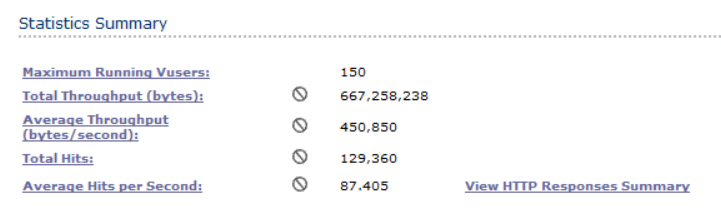 Statistics Summary
Maximum Running Vusers: 150
Total Throughput (bytes): 667,258,238
Average Throughput
(bytes/second): 450,850
Total Hits: 129,360
Average Hits per Second: 87.405 View HTTP Responses Summary